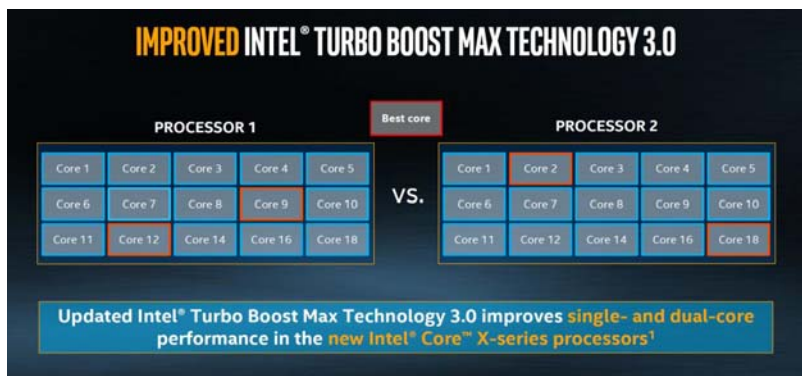 IMPROVED INTEL® TURBO BOOST MAX TECHNOLOGY 3.0
Best core
PROCESSOR 1
Core 1 Core 2 Core 3 Core 4 Core 5
Core 6 Core 7 Core 8 Core 9 Core 10
Core 11 Core 12 Core 14 Core 16 Core 18
VS.
PROCESSOR 2
Core 1 Core 2 Core 3 Core 4 Core 5
Core 6 Core 7 Core 8 Core 9 Core 10
Core 11 Core 12 Core 14 Core 16 Core 18
Updated Intel® Turbo Boost Max Technology 3.0 improves single- and dual-core
performance in the new Intel® Core™ X-series processors¹